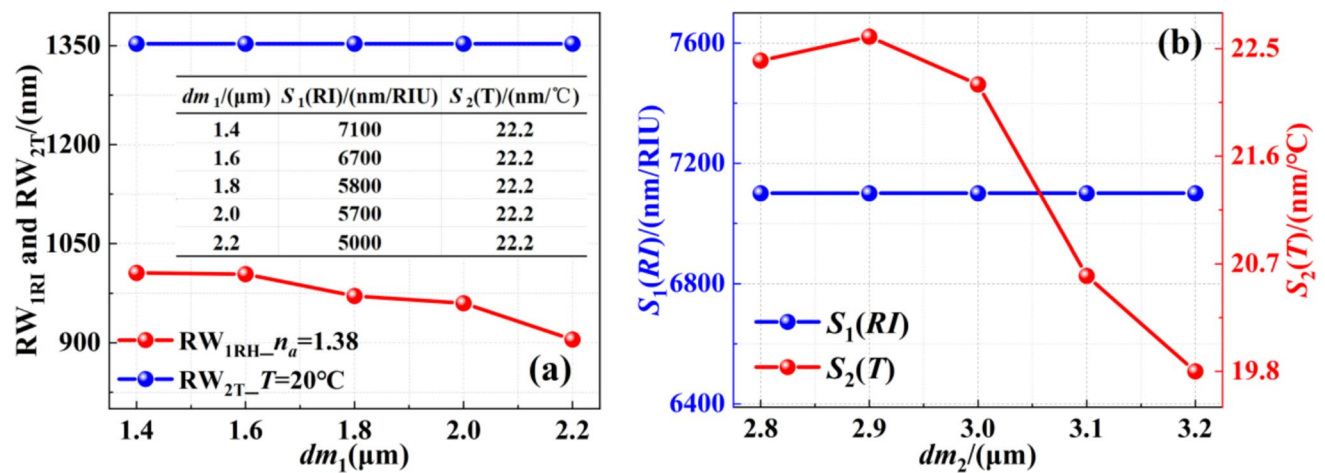 RW1RI and RW2T/(nm)
1350
1200
1050
900
dm1/(μm) S1(RI)/(nm/RIU) S2(T)/(nm/℃)
1.4 7100 22.2
1.6 6700 22.2
1.8 5800 22.2
2.0 5700 22.2
2.2 5000 22.2
RW1RH_na=1.38
RW2T_T=20℃
(a)
1.4 1.6 1.8 2.0 2.2
dm1(μm)
S1(RI)/(nm/RIU)
7600
7200
6800
6400
(b)
S1(RI)
S2(T)
22.5
21.6
20.7
19.8
S2(T)/(nm/℃)
2.8 2.9 3.0 3.1 3.2
dm2/(μm)